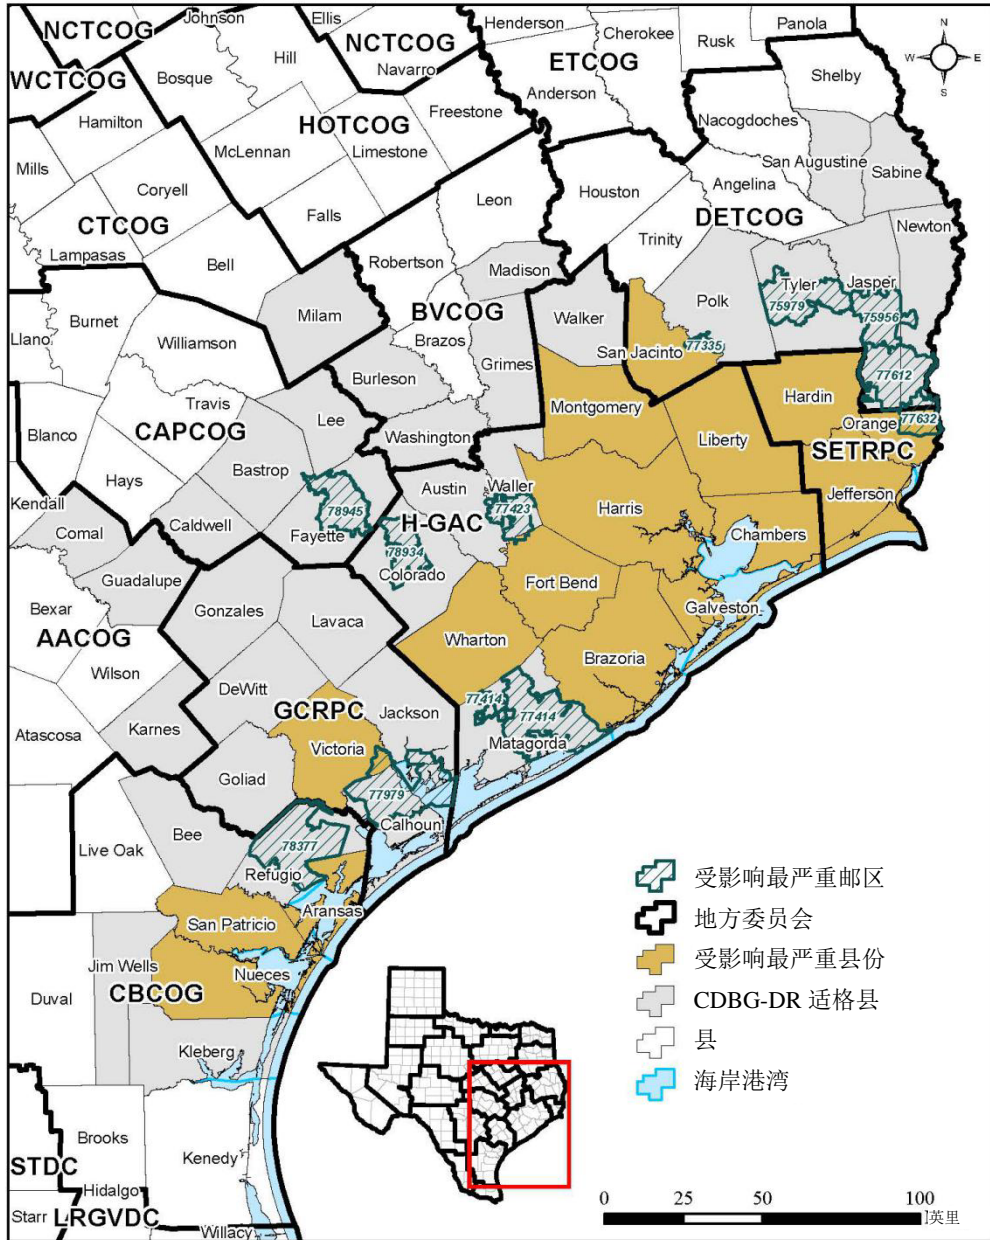 NCTCOG
Johnson
Ellis
Henderson
Cherokee
Rusk
Panola
N
W
E
S
WCTCOG
Bosque
Hill
NCTCOG
Navarro
ETCOG
Anderson
Shelby
Hamilton
HOTCOG
Freestone
Nacogdoches
Mills
McLennan
Limestone
San Augustine
Sabine
Coryell
Leon
Houston
Angelina
CTCOG
Falls
DETCOG
Newton
Lampasas
Bell
Robertson
Madison
Trinity
Tyler
Jasper
Llano
Burnet
Milam
BVCOG
Walker
Polk
75979
75956
Williamson
Brazos
Grimes
San Jacinto
77335
77612
Burleson
Travis
Montgomery
Hardin
Blanco
CAPCOG
Lee
Washington
Liberty
Orange
77632
SETRPC
Hays
Bastrop
Austin
Waller
77423
Harris
Jefferson
Kendall
Caldwell
78945
Fayette
H-GAC
78934
Colorado
Chambers
Comal
Guadalupe
Fort Bend
Bexar
Gonzales
Lavaca
Galveston
AACOG
Wilson
Wharton
Brazoria
DeWitt
77414
77414
Karnes
GCRPC
Jackson
Atascosa
Victoria
Matagorda
Goliad
77979
Calhoun
Bee
Live Oak
78377
Refugio
Aransas
San Patricio
Jim Wells
Nueces
Duval
CBCOG
Kleberg
Brooks
Kenedy
STDC
Hidalgo
Starr
LRGVDC
Willacy
受影响最严重邮区
地方委员会
受影响最严重县份
CDBG-DR 适格县
县
海岸港湾
0 25 50 100
英里